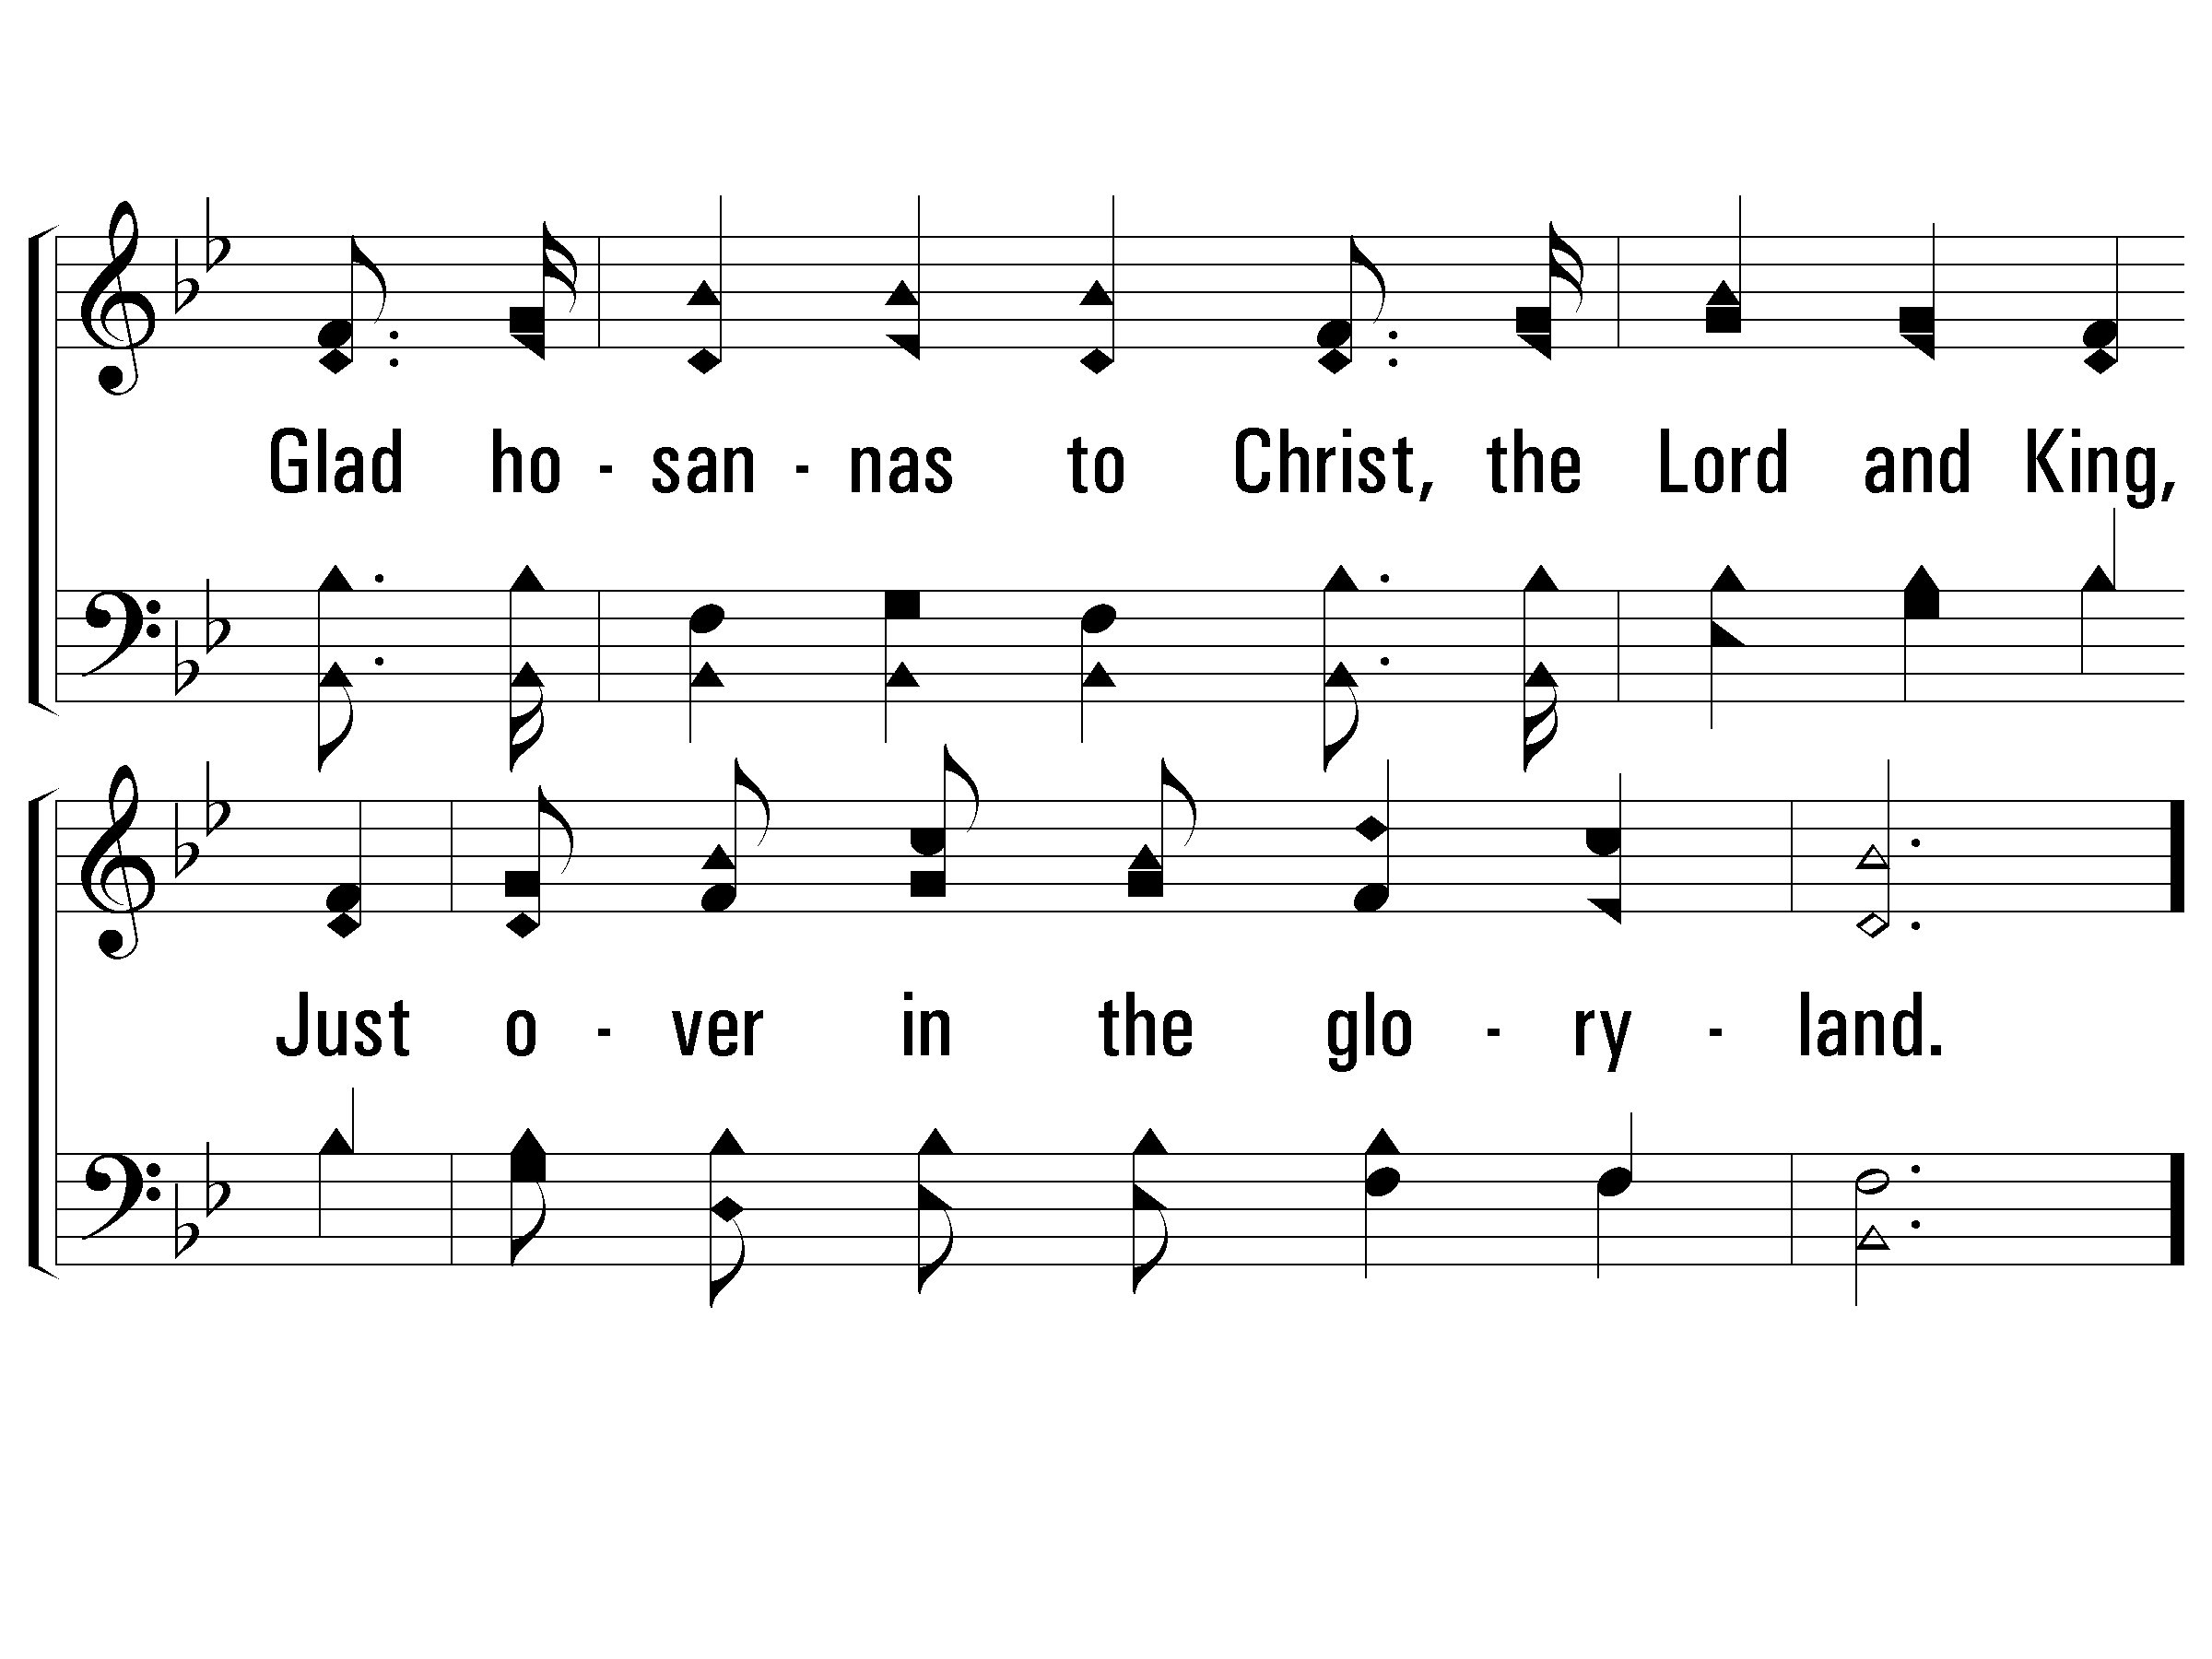 Glad ho - san - nas to Christ, the Lord and King,
Just o - ver in the glo - ry - land.